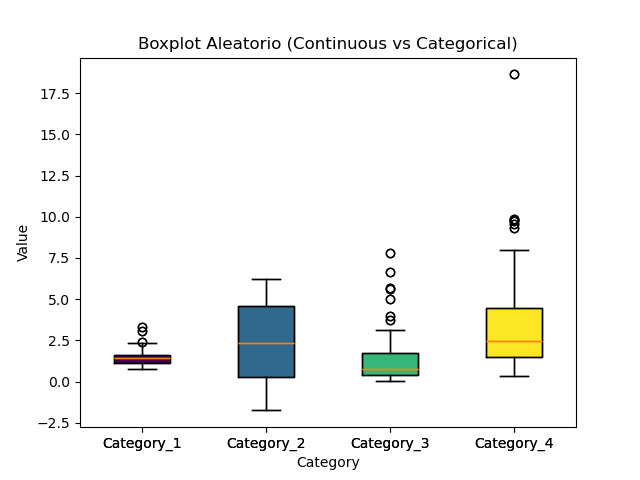 Boxplot Aleatorio (Continuous vs Categorical)
17.5
15.0
12.5
10.0
7.5
5.0
2.5
0.0
−2.5
Value
Category_1 Category_2 Category_3 Category_4
Category